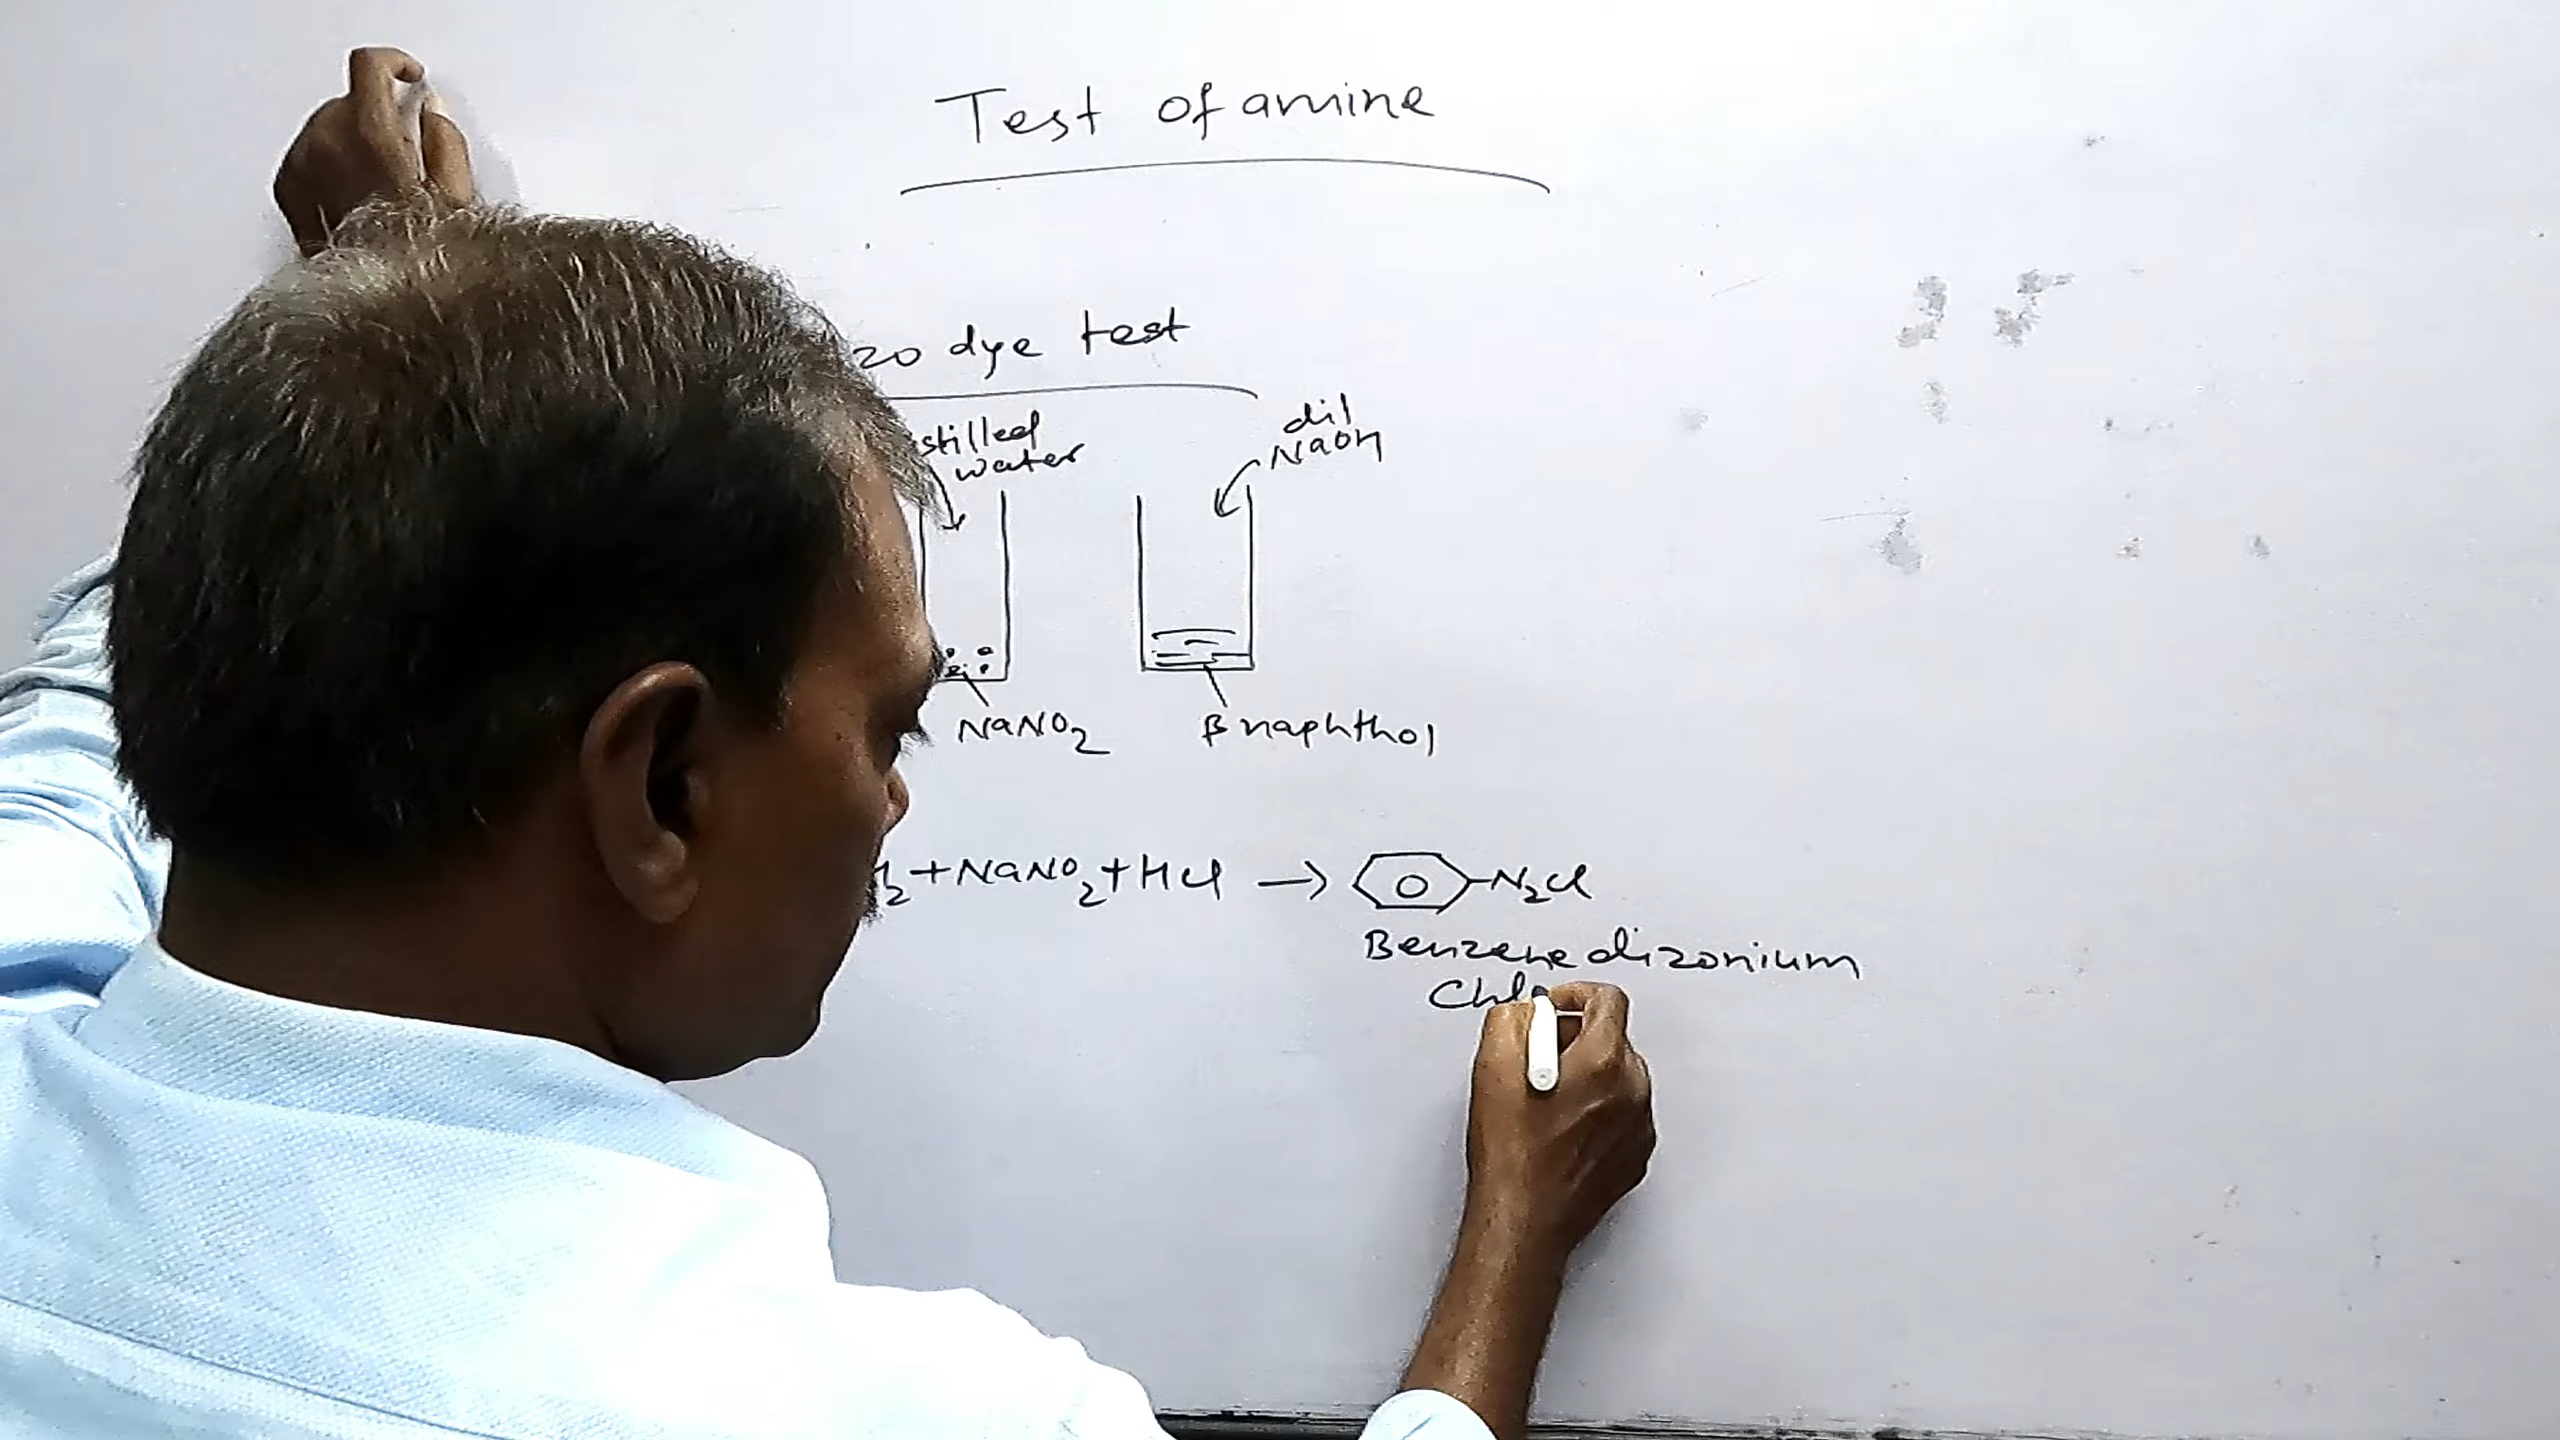 Test of amine
zo dye test
stilled
water
dil
NaOH
NaNO2
β naphthol
2 + NaNO2 + HCl → -N2Cl
Benzene dizonium
Chl